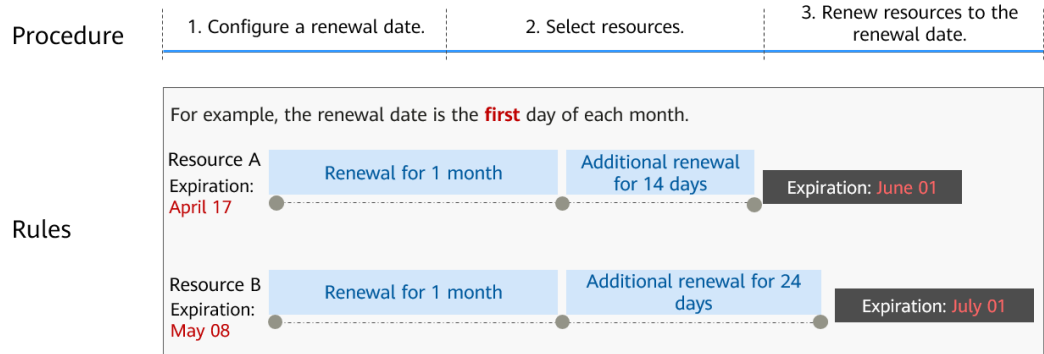 Procedure
1. Configure a renewal date.
2. Select resources.
3. Renew resources to the
renewal date.
Rules
For example, the renewal date is the first day of each month.
Resource A
Expiration:
April 17
Renewal for 1 month
Additional renewal
for 14 days
Expiration: June 01
Resource B
Expiration:
May 08
Renewal for 1 month
Additional renewal for 24
days
Expiration: July 01